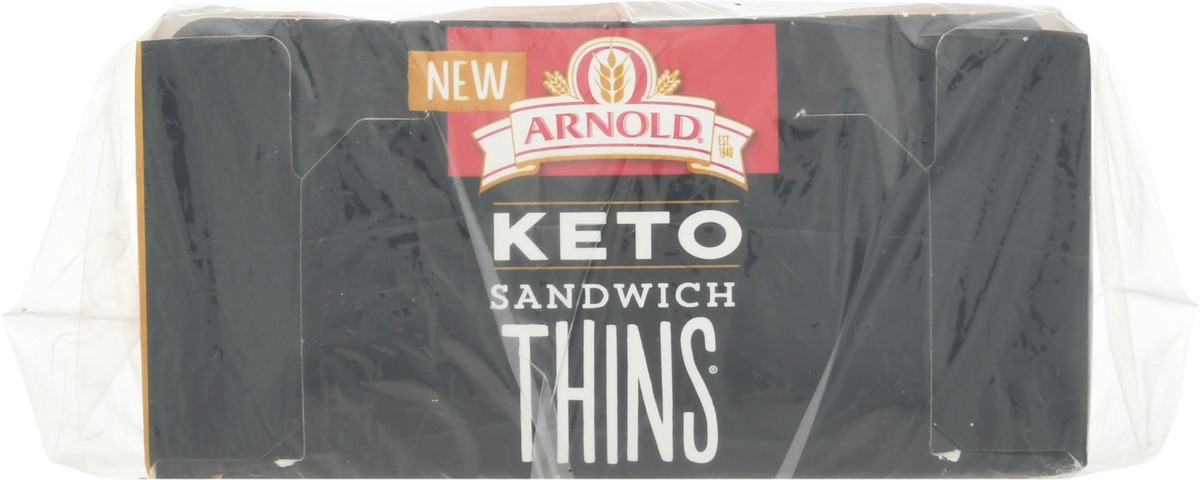 NEW
ARNOLD®
EST.
1940
KETO
SANDWICH
THINS®